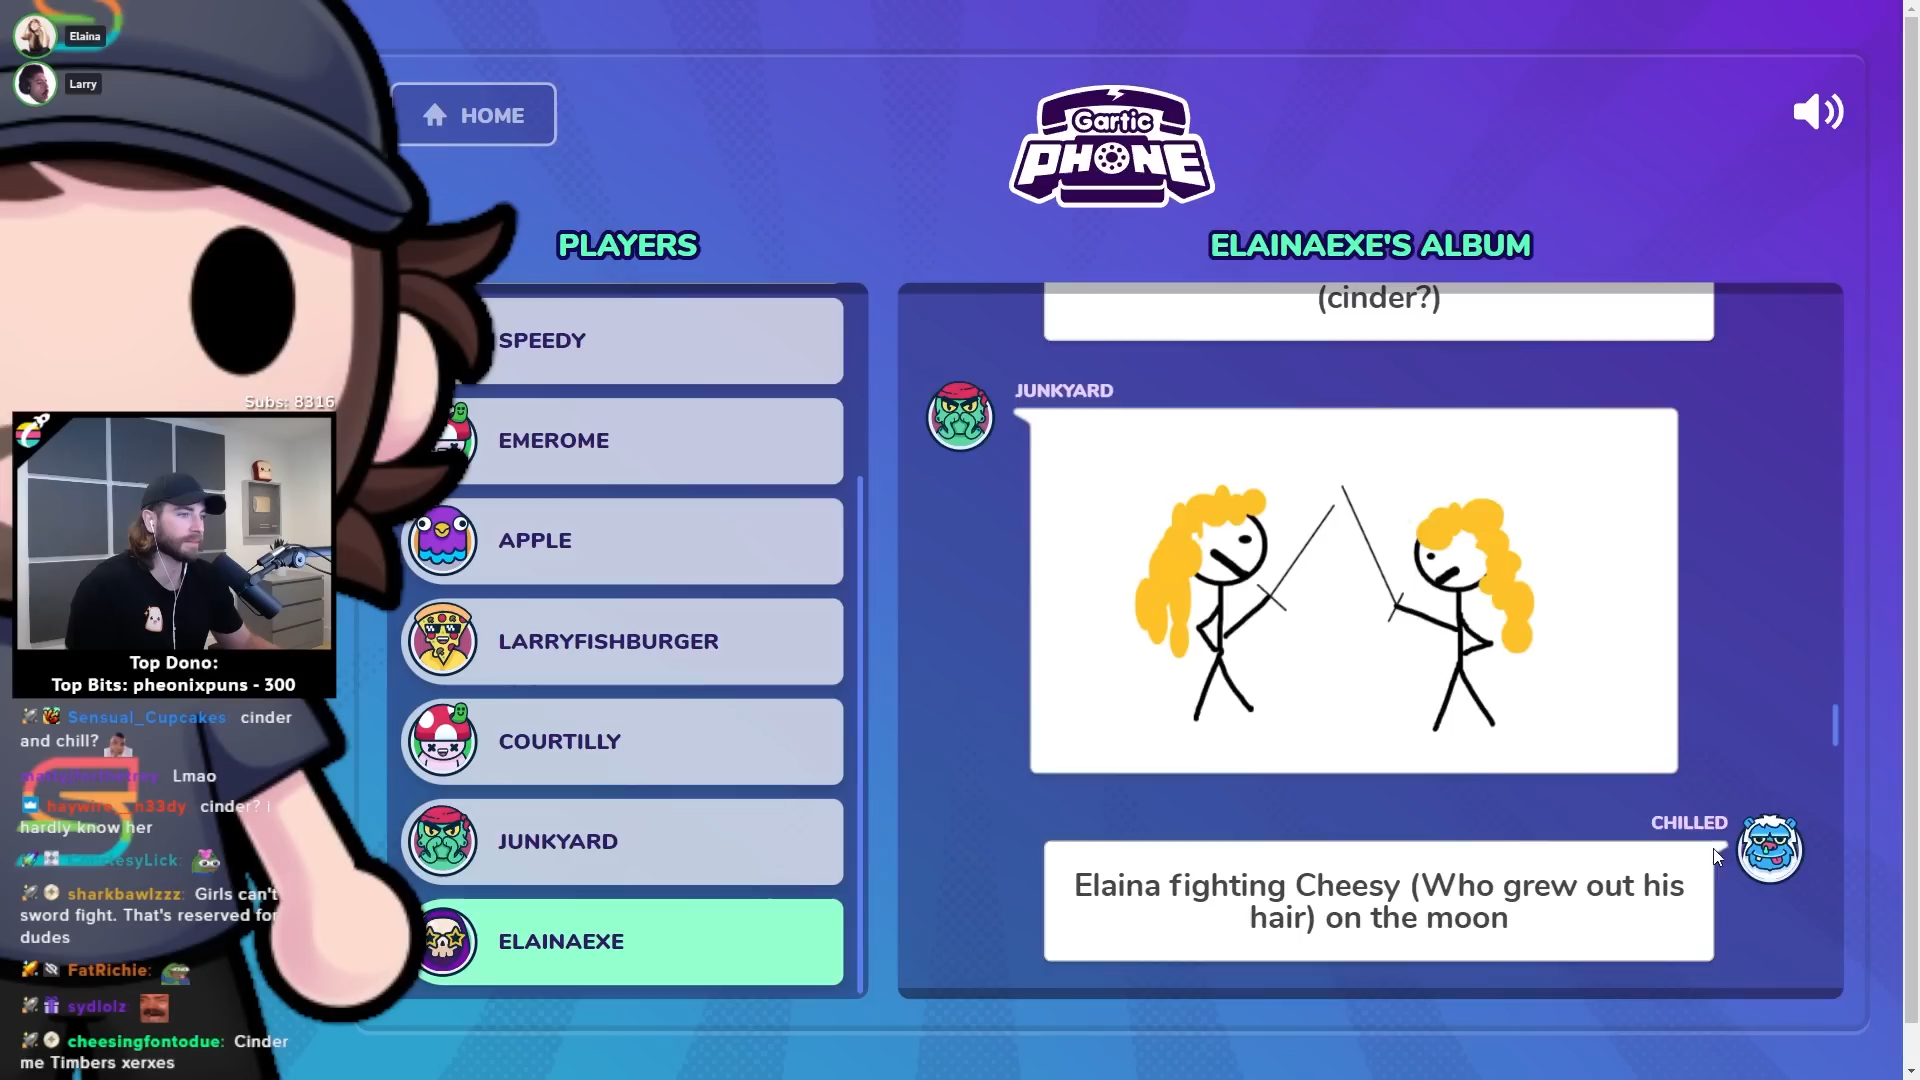 Elaina
Larry
HOME
Gartic
PHONE
PLAYERS
SPEEDY
EMEROME
APPLE
LARRYFISHBURGER
COURTILLY
JUNKYARD
ELAINAEXE
ELAINAEXE'S ALBUM
(cinder?)
JUNKYARD
CHILLED
Elaina fighting Cheesy (Who grew out his
hair) on the moon
Subs: 8316
Top Dono:
Top Bits: pheonixpuns - 300
Sensual_Cupcakes cinder
and chill?
Lmao
cinder? i
hardly know her
sharkbawlzzz: Girls can't
sword fight. That's reserved for
dudes
FatRichie:
sydlolz
cheesingfontodue: Cinder
me Timbers xerxes